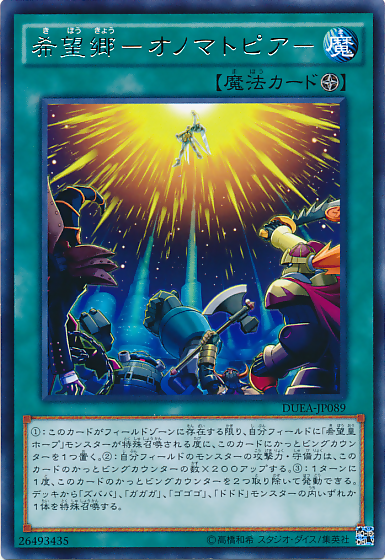 希望郷－オノマトピア－
魔
【魔法カード】
DUEA-JP089
①：このカードがフィールドゾーンに存在する限り、自分フィールドに「希望皇
ホープ」モンスターが特殊召喚される度に、このカードにかっとビングカウンター
を１つ置く。②：自分フィールドのモンスターの攻撃力・守備力は、この
カードのかっとビングカウンターの数×２００アップする。③：１ターンに
１度、このカードのかっとビングカウンターを２つ取り除いて発動できる。
デッキから「ズババ」、「ガガガ」、「ゴゴゴ」、「ドドド」モンスターの内いずれか
１体を特殊召喚する。
26493435
©高橋和希 スタジオ・ダイス/集英社